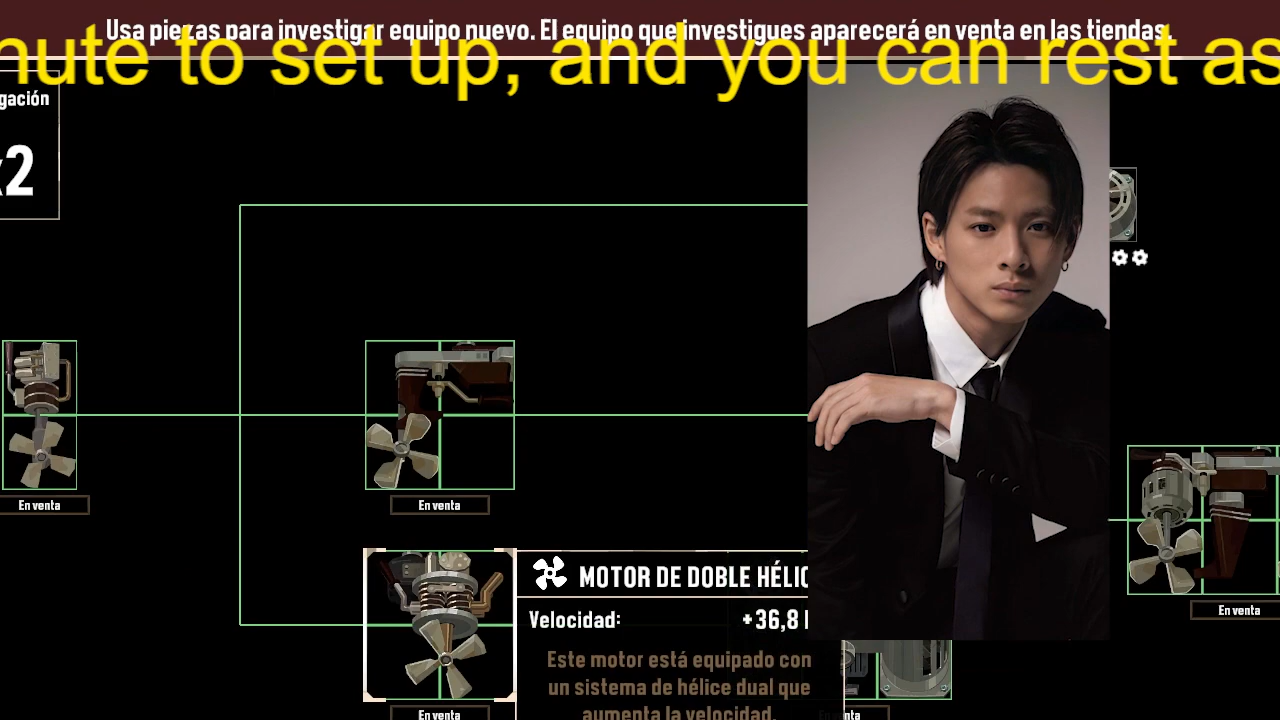 Usa piezas para investigar equipo nuevo. El equipo que investigues aparecerá en venta en las tiendas.
nute to set up, and you can rest as
gación
x2
En venta
En venta
MOTOR DE DOBLE HÉLIC
Velocidad: +36,8
Este motor está equipado con
un sistema de hélice dual que
aumenta la velocidad.
En venta
En venta
enta